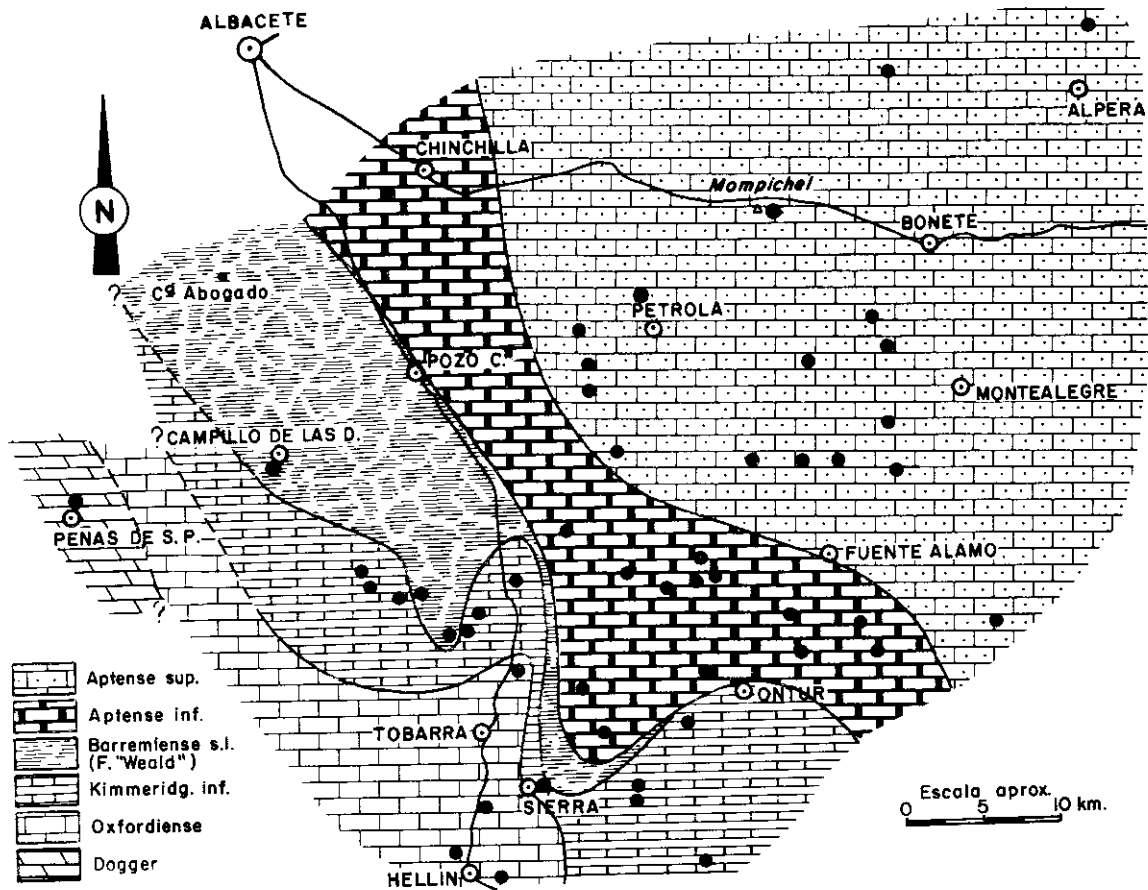 ALBACETE
ALPERA
CHINCHILLA
N
Mompichel
BONETE
?
Cº Abogado
PETROLA
POZO C.
MONTEALEGRE
?
CAMPILLO DE LAS D.
PEÑAS DE S. P.
FUENTE ALAMO
?
Aptense sup.
Aptense inf.
ONTUR
TOBARRA
Barremiense s.l.
(F. "Weald")
Kimmeridg. inf.
SIERRA
Escala aprox.
0 5 10 km.
Oxfordiense
Dogger
HELLIN